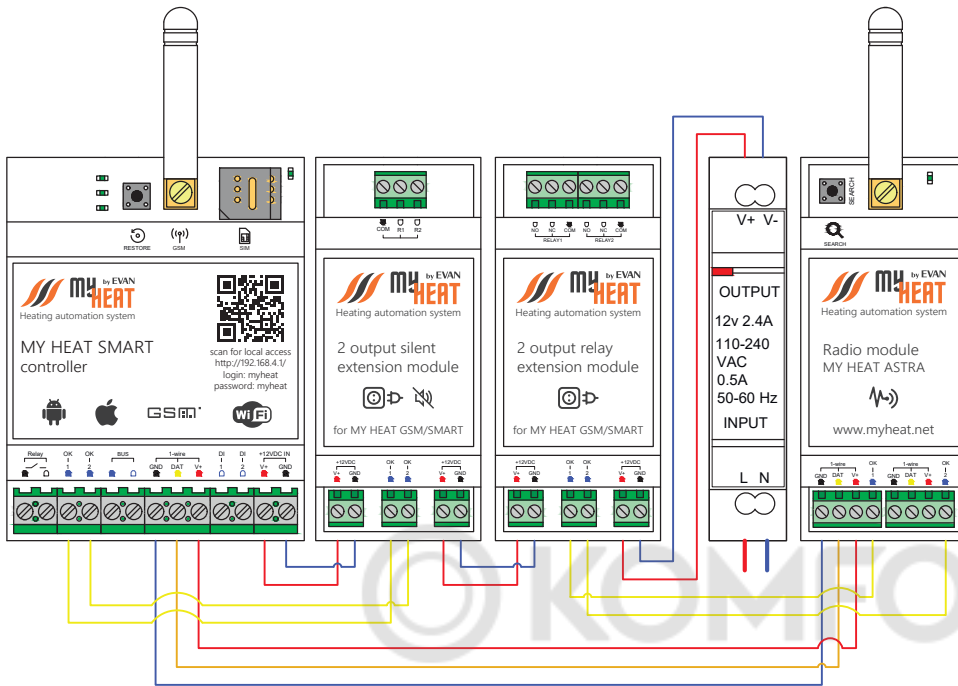 RESTORE
GSM
SIM
my HEAT
by EVAN
Heating automation system
MY HEAT SMART
controller
scan for local access
http://192.168.4.1/
login: myheat
password: myheat
GSM
Wi Fi
Relay
OK
1
OK
2
BUS
1-wire
GND DAT V+
DI
1
DI
2
+12VDC IN
V+ GND
COM R1 R2
my HEAT
by EVAN
Heating automation system
2 output silent
extension module
for MY HEAT GSM/SMART
+12VDC
V+ GND
OK OK
1 2
+12VDC
V+ GND
NO NC COM NO NC COM
RELAY1 RELAY2
my HEAT
by EVAN
Heating automation system
2 output relay
extension module
for MY HEAT GSM/SMART
+12VDC
V+ GND
OK OK
1 2
+12VDC
V+ GND
V+ V-
OUTPUT
12v 2.4A
110-240
VAC
0.5A
50-60 Hz
INPUT
L N
SEARCH
SEARCH
my HEAT
by EVAN
Heating automation system
Radio module
MY HEAT ASTRA
www.myheat.net
1-wire
GND DAT V+
OK
1
1-wire
GND DAT V+
OK
2
KOMFO